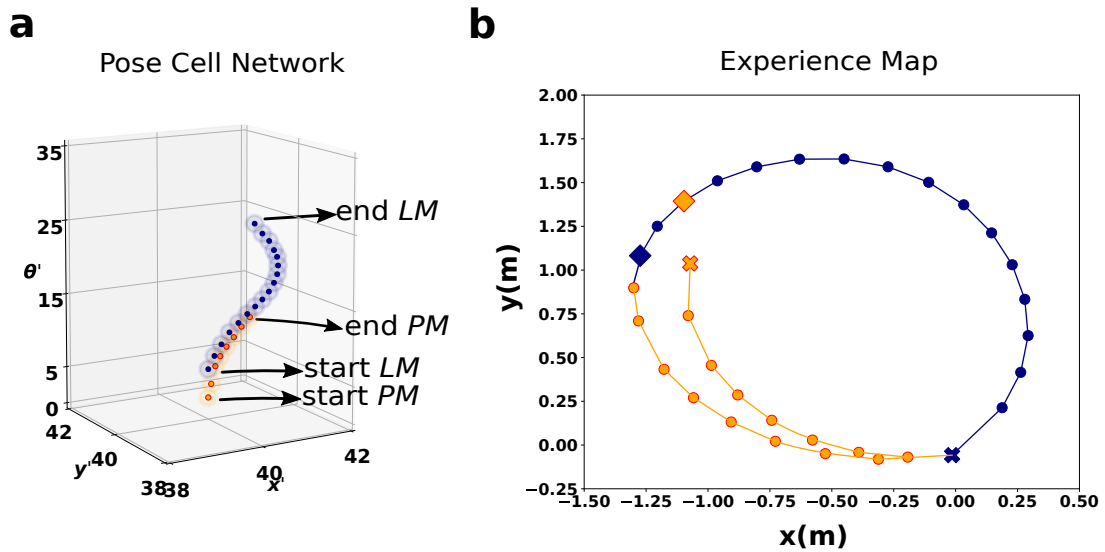 a
Pose Cell Network
35
25
θ'
15
5
0
42
y'
40
38
38
40
x'
42
end LM
end PM
start LM
start PM
b
Experience Map
2.00
1.75
1.50
1.25
1.00
0.75
0.50
0.25
0.00
−0.25
y(m)
−1.50 −1.25 −1.00 −0.75 −0.50 −0.25 0.00 0.25 0.50
x(m)